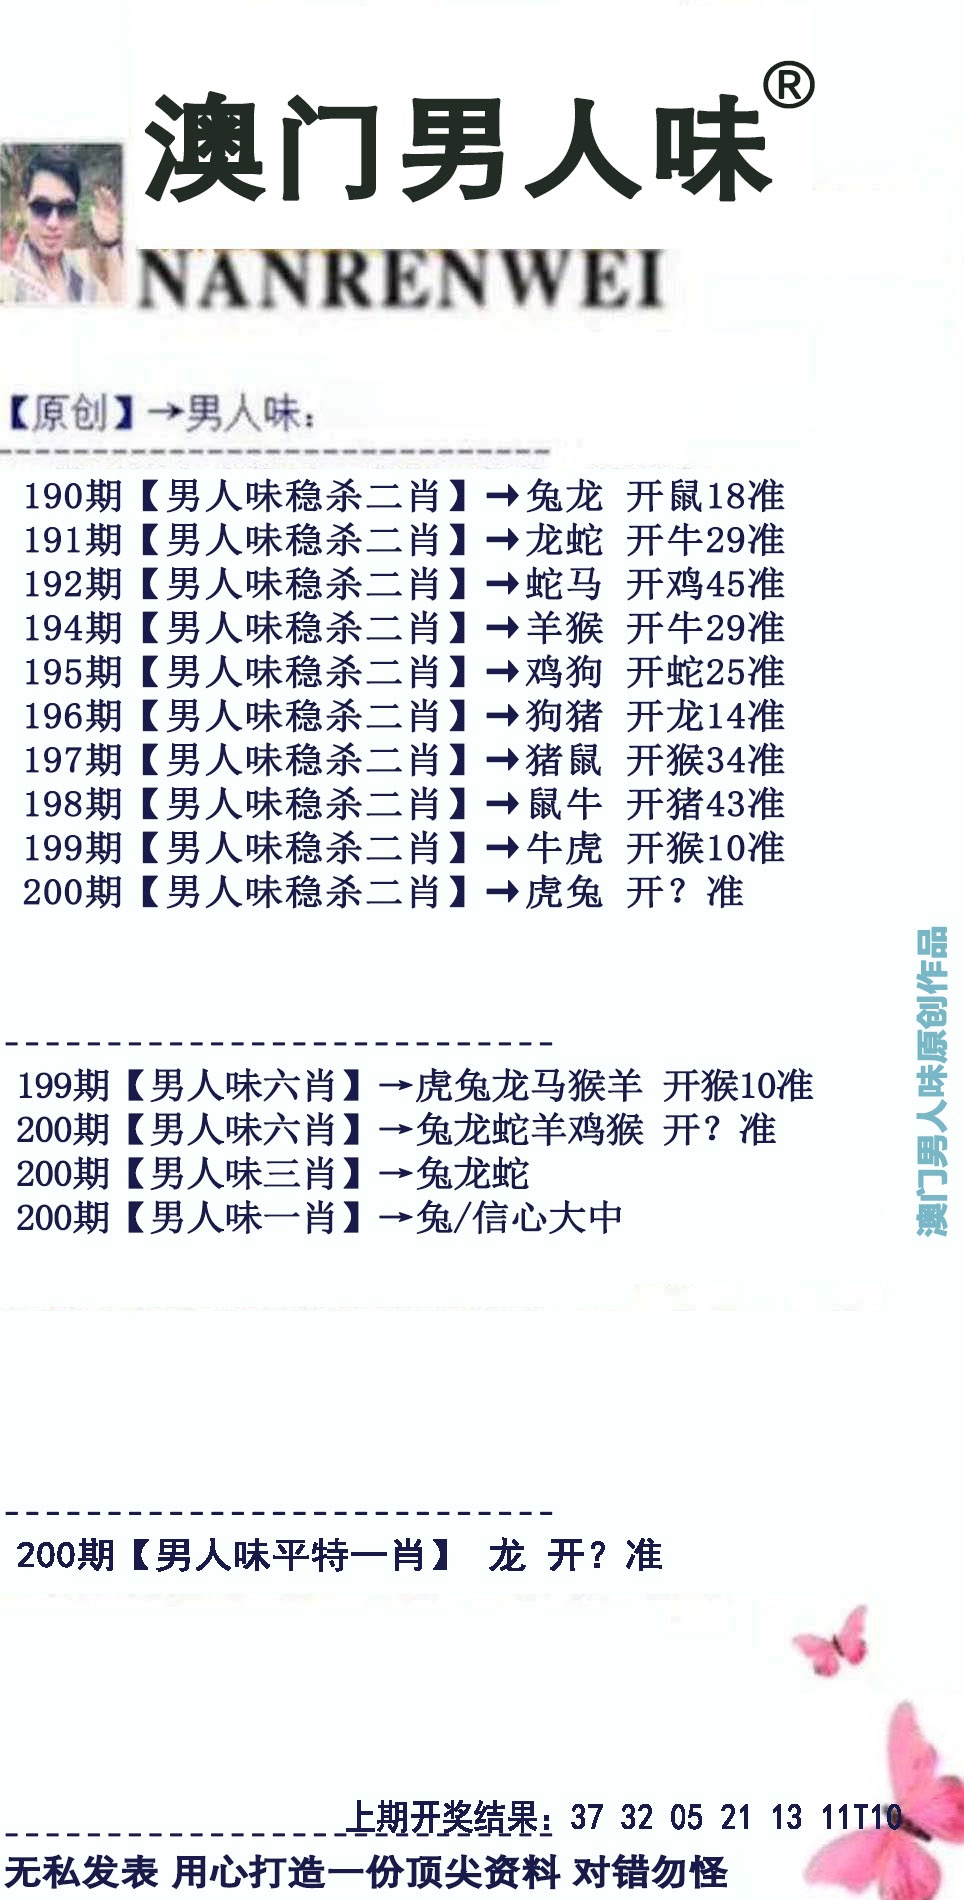 澳门男人味®
NANRENWEI
【原创】→男人味：
190期【男人味稳杀二肖】→兔龙 开鼠18准
191期【男人味稳杀二肖】→龙蛇 开牛29准
192期【男人味稳杀二肖】→蛇马 开鸡45准
194期【男人味稳杀二肖】→羊猴 开牛29准
195期【男人味稳杀二肖】→鸡狗 开蛇25准
196期【男人味稳杀二肖】→狗猪 开龙14准
197期【男人味稳杀二肖】→猪鼠 开猴34准
198期【男人味稳杀二肖】→鼠牛 开猪43准
199期【男人味稳杀二肖】→牛虎 开猴10准
200期【男人味稳杀二肖】→虎兔 开？准
澳门男人味原创作品
199期【男人味六肖】→虎兔龙马猴羊 开猴10准
200期【男人味六肖】→兔龙蛇羊鸡猴 开？准
200期【男人味三肖】→兔龙蛇
200期【男人味一肖】→兔/信心大中
200期【男人味平特一肖】 龙 开？准
上期开奖结果：37 32 05 21 13 11T10
无私发表 用心打造一份顶尖资料 对错勿怪